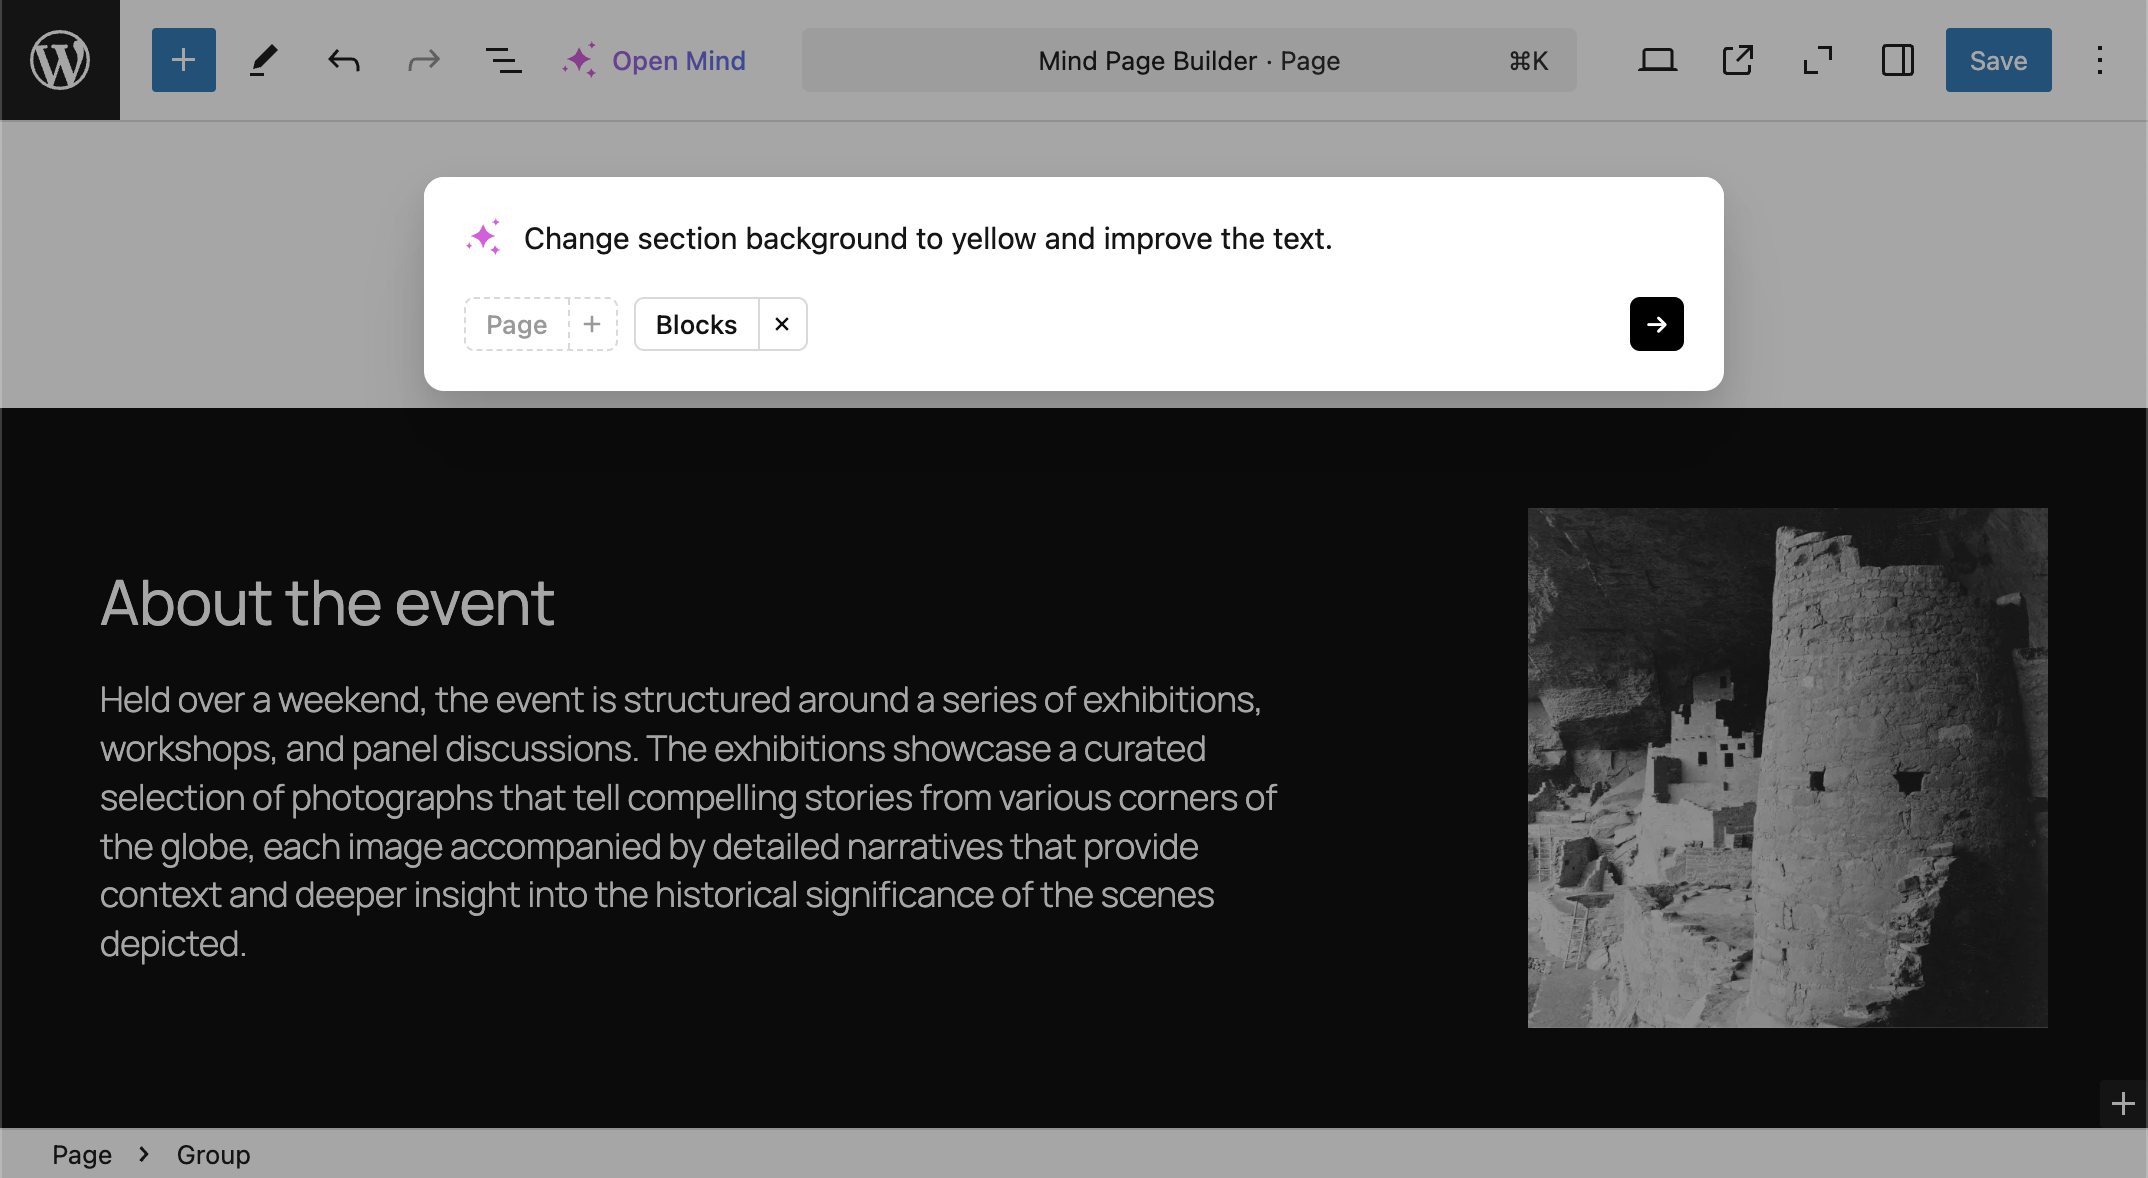 Open Mind
Mind Page Builder · Page
⌘K
Save
Change section background to yellow and improve the text.
Page
Blocks
About the event
Held over a weekend, the event is structured around a series of exhibitions,
workshops, and panel discussions. The exhibitions showcase a curated
selection of photographs that tell compelling stories from various corners of
the globe, each image accompanied by detailed narratives that provide
context and deeper insight into the historical significance of the scenes
depicted.
Page > Group